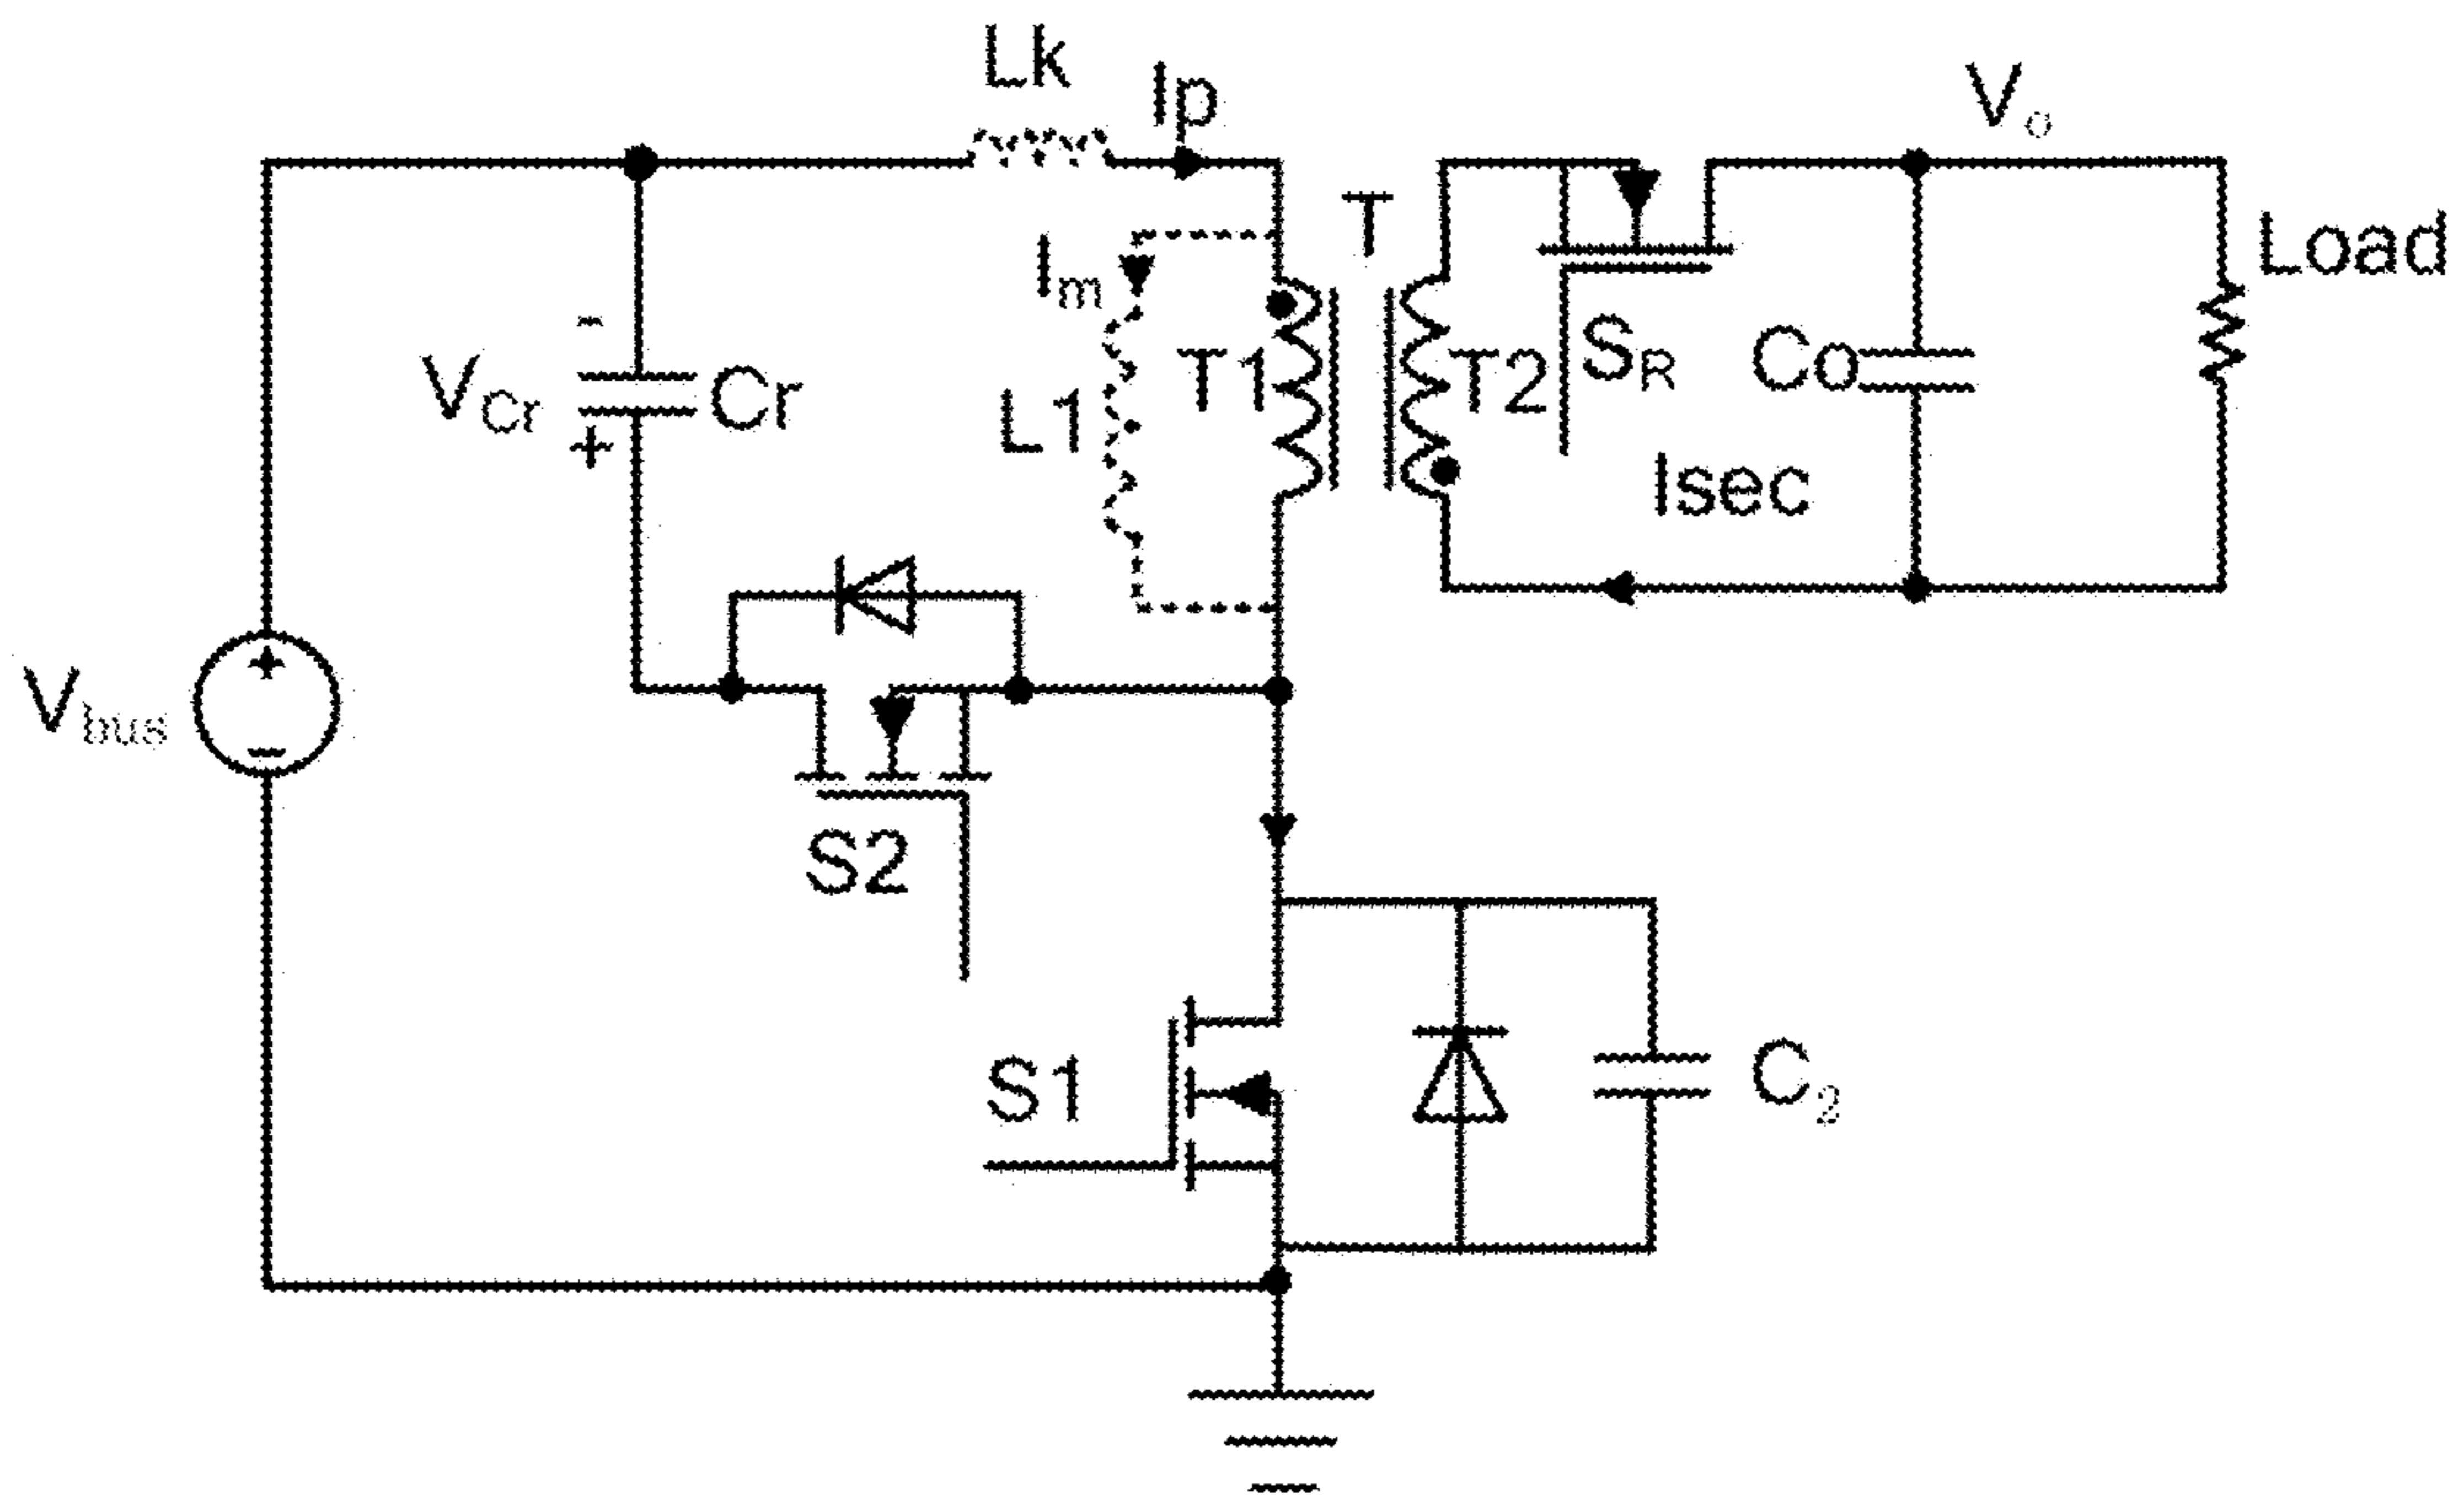 Lk
Ip
Vo
T
Load
Im
-
VCr
Cr
+
T1
T2
SR
Co
L1
Isec
Vbus
+
-
S2
S1
C2